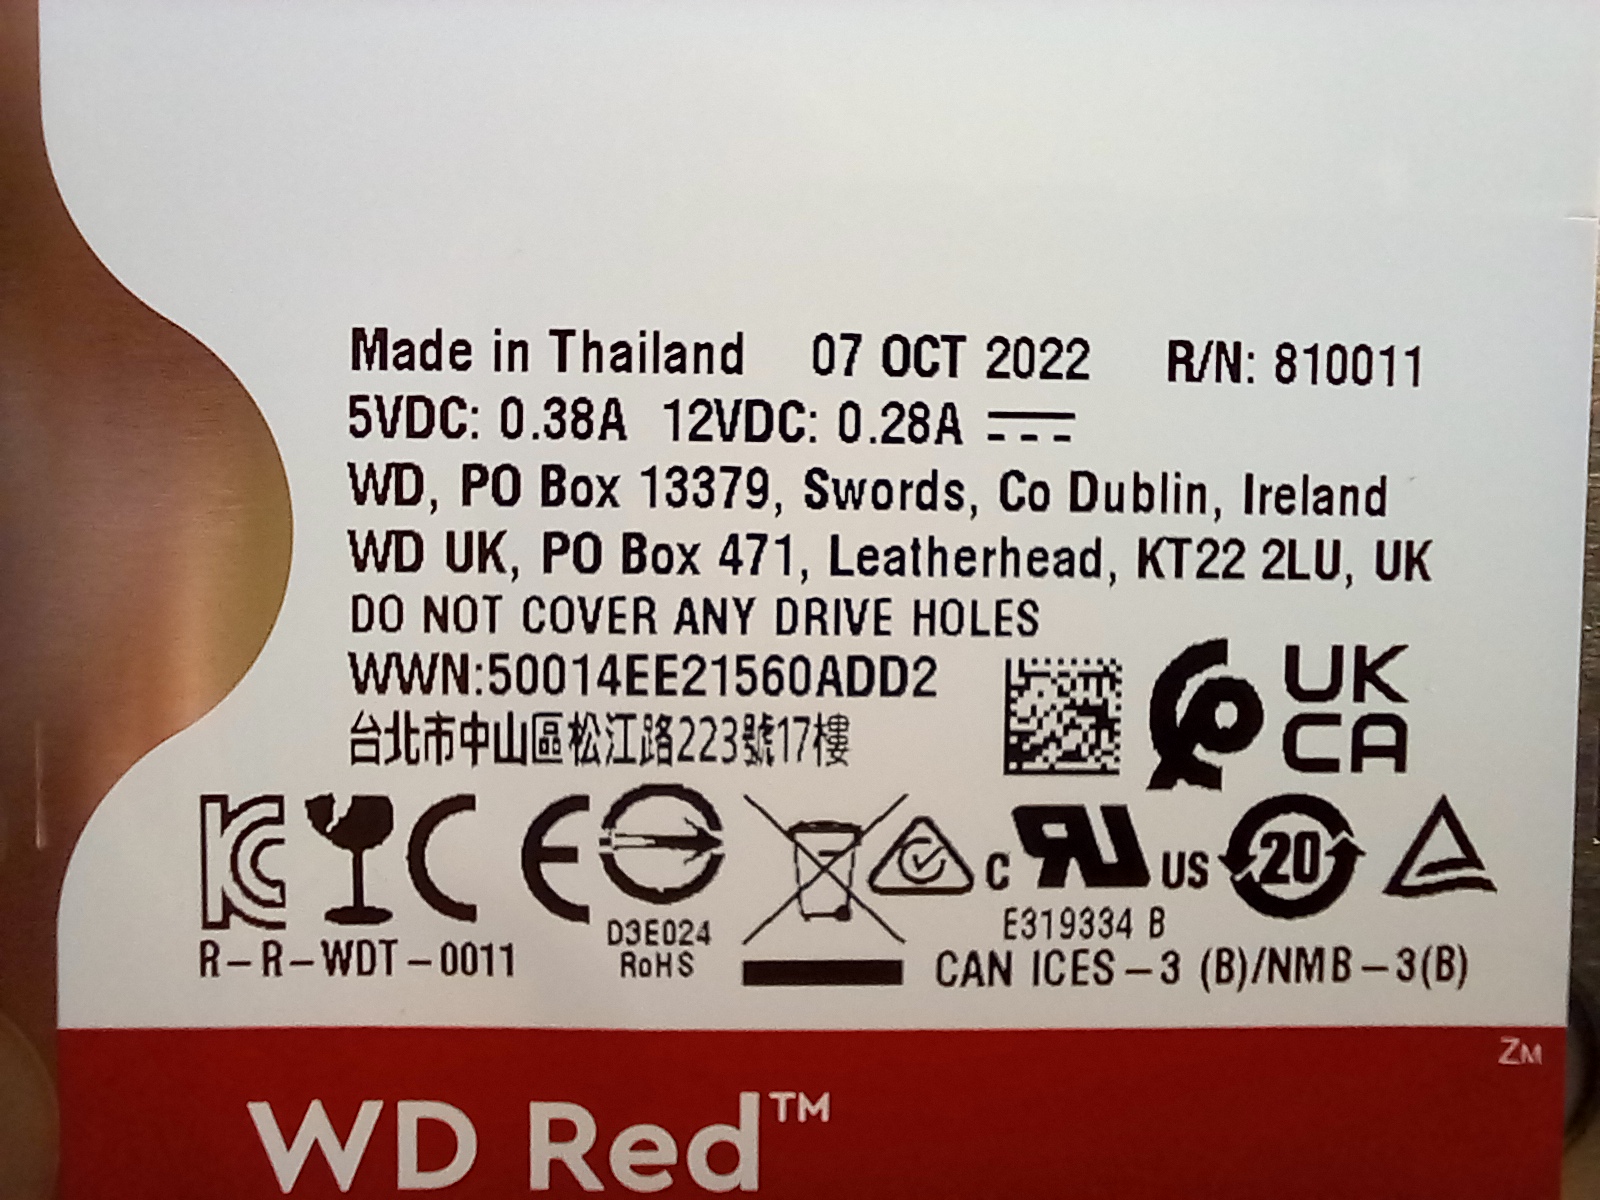 Made in Thailand 07 OCT 2022 R/N: 810011
5VDC: 0.38A 12VDC: 0.28A
WD, PO Box 13379, Swords, Co Dublin, Ireland
WD UK, PO Box 471, Leatherhead, KT22 2LU, UK
DO NOT COVER ANY DRIVE HOLES
WWN:50014EE21560ADD2
UK
CA
台北市中山區松江路223號17樓
KC CE C RU US 20
D3E024
RoHS
E319334 B
R-R-WDT-0011
CAN ICES-3 (B)/NMB-3(B)
ZM
WD Red™